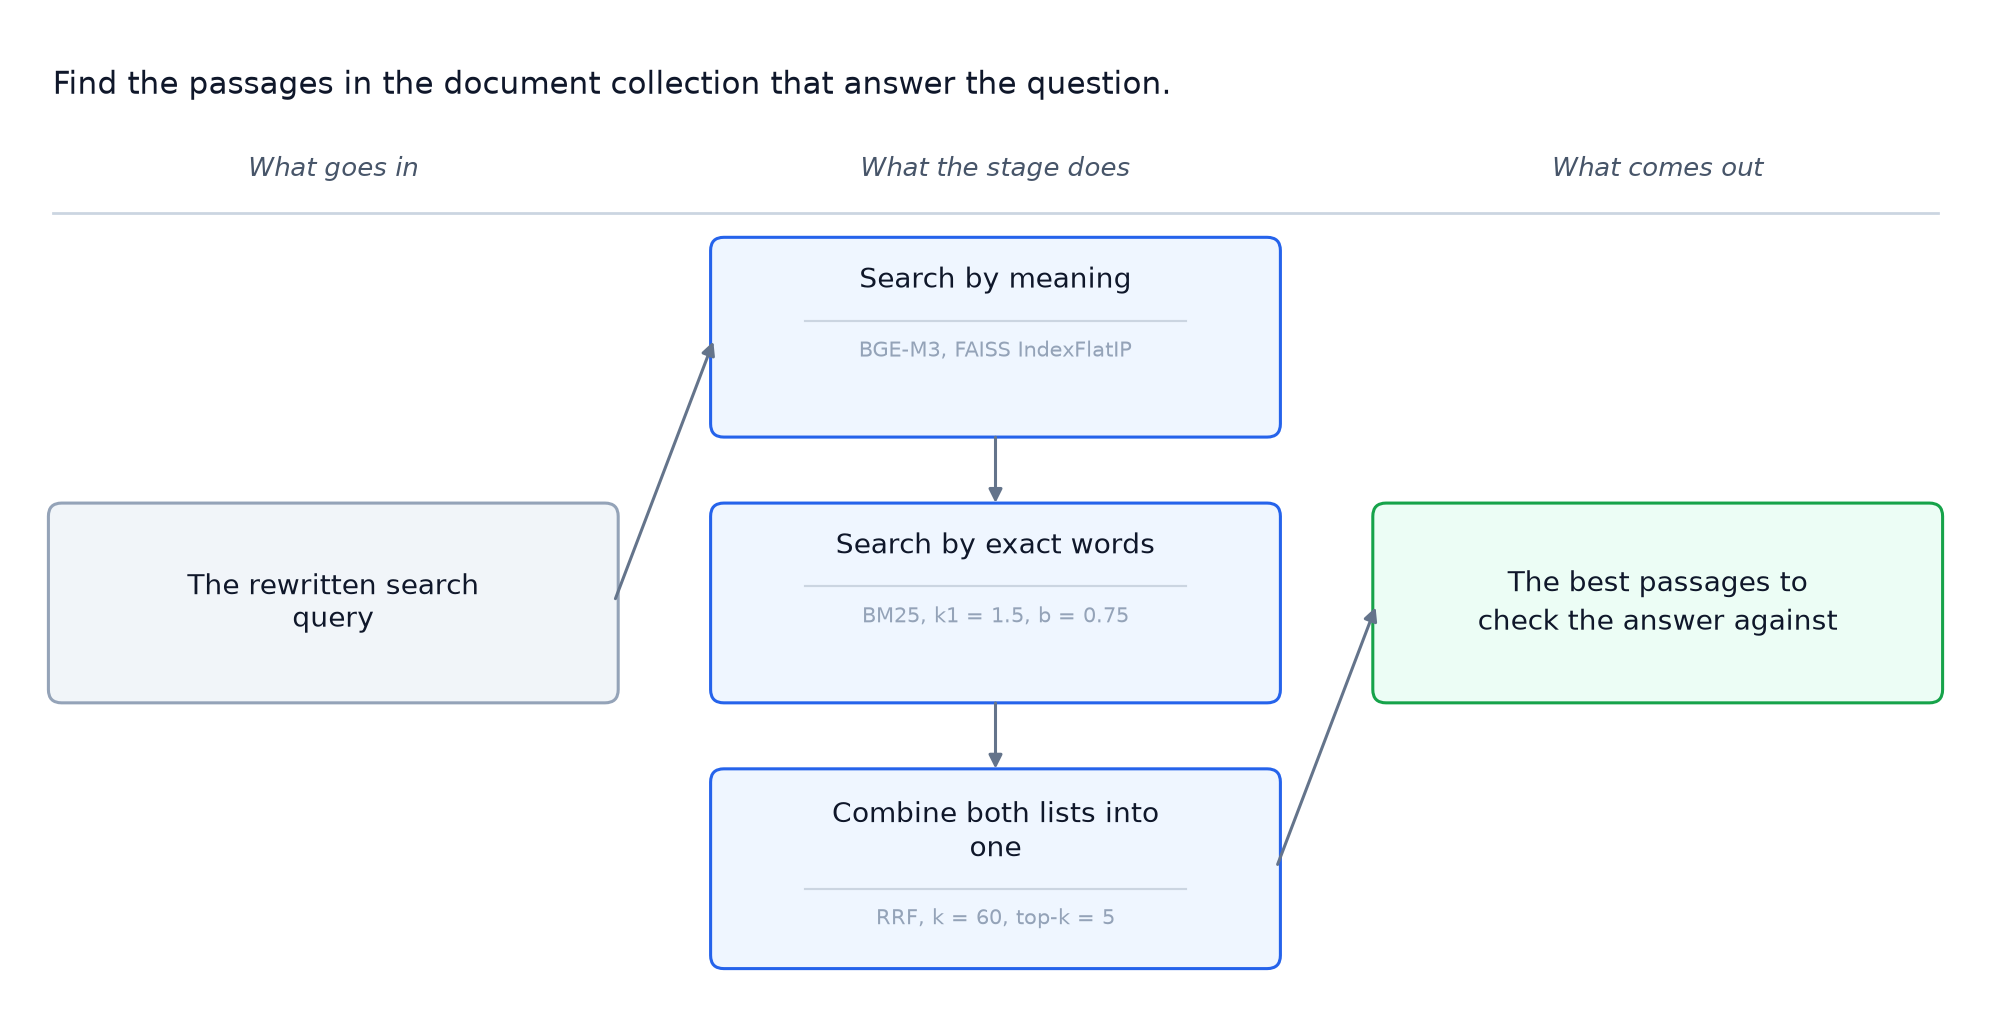 Find the passages in the document collection that answer the question.
What goes in
What the stage does
What comes out
Search by meaning
BGE-M3, FAISS IndexFlatIP
The rewritten search
query
Search by exact words
BM25, k1 = 1.5, b = 0.75
The best passages to
check the answer against
Combine both lists into
one
RRF, k = 60, top-k = 5